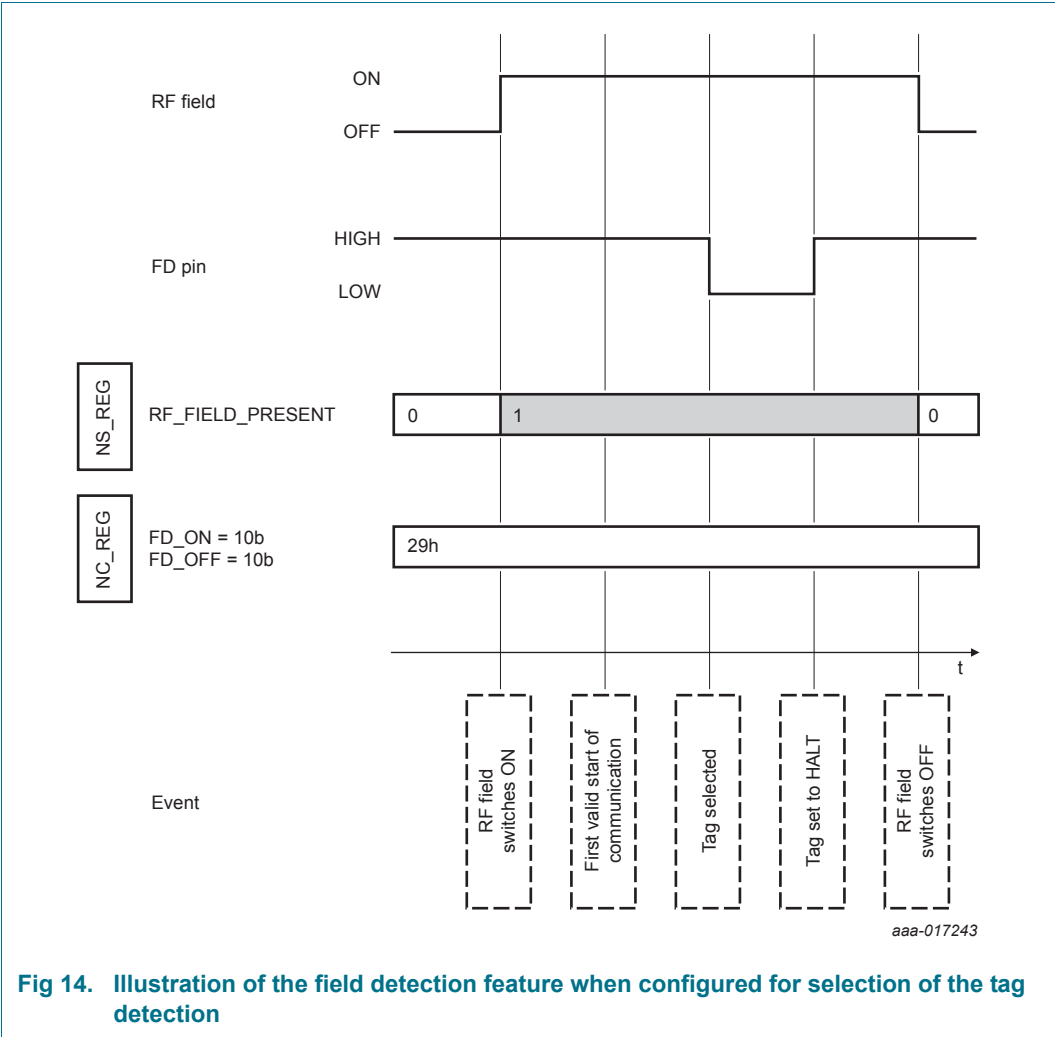 ON
RF field
OFF
HIGH
FD pin
LOW
NS_REG
RF_FIELD_PRESENT
0
1
0
NC_REG
FD_ON = 10b
FD_OFF = 10b
29h
t
Event
RF field
switches ON
First valid start of
communication
Tag selected
Tag set to HALT
RF field
switches OFF
aaa-017243
Fig 14. Illustration of the field detection feature when configured for selection of the tag
detection